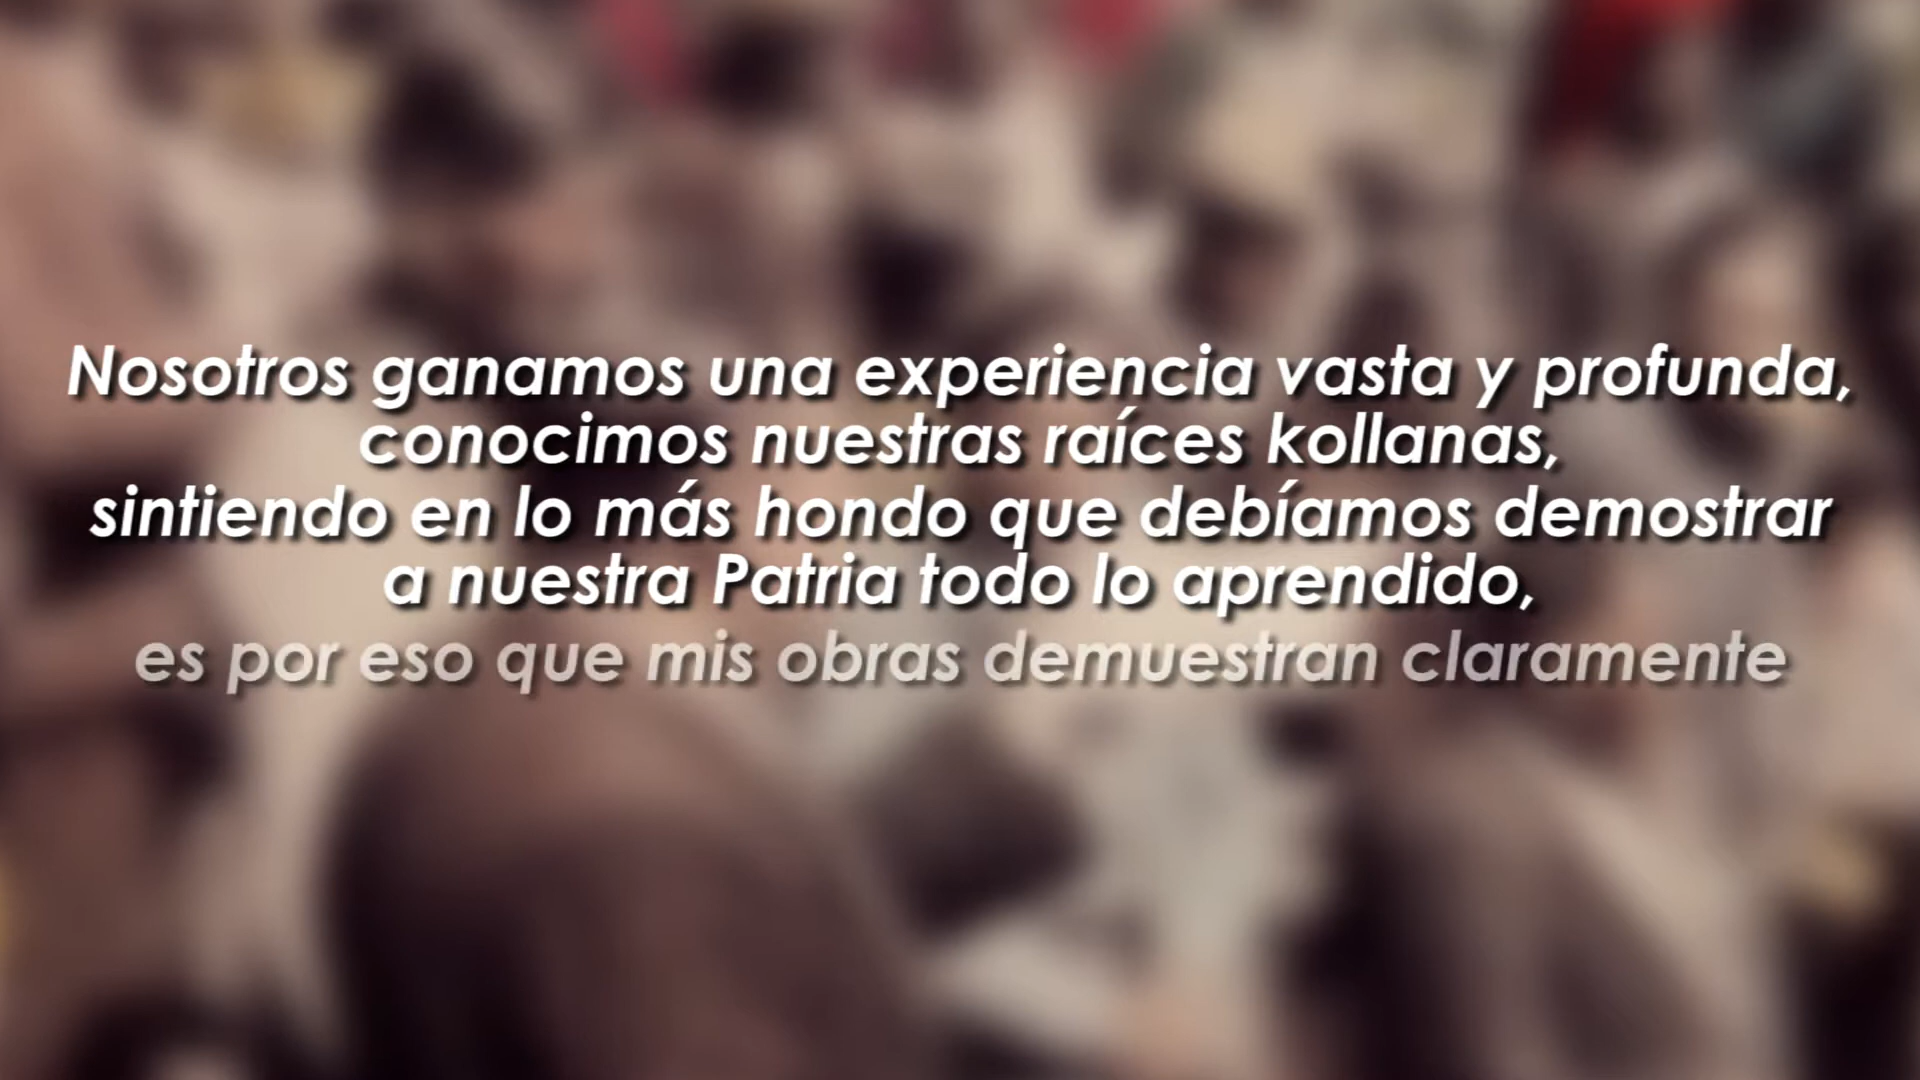 Nosotros ganamos una experiencia vasta y profunda,
conocimos nuestras raíces kollanas,
sintiendo en lo más hondo que debíamos demostrar
a nuestra Patria todo lo aprendido,
es por eso que mis obras demuestran claramente